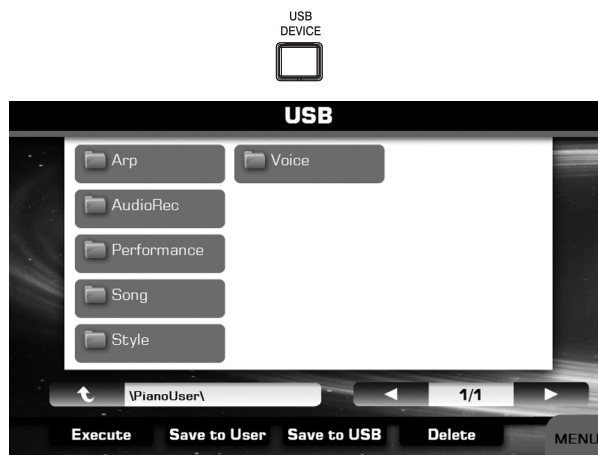 USB
DEVICE
USB
Arp
Voice
AudioRec
Performance
Song
Style
\PianoUser\
1/1
Execute
Save to User
Save to USB
Delete
MENU